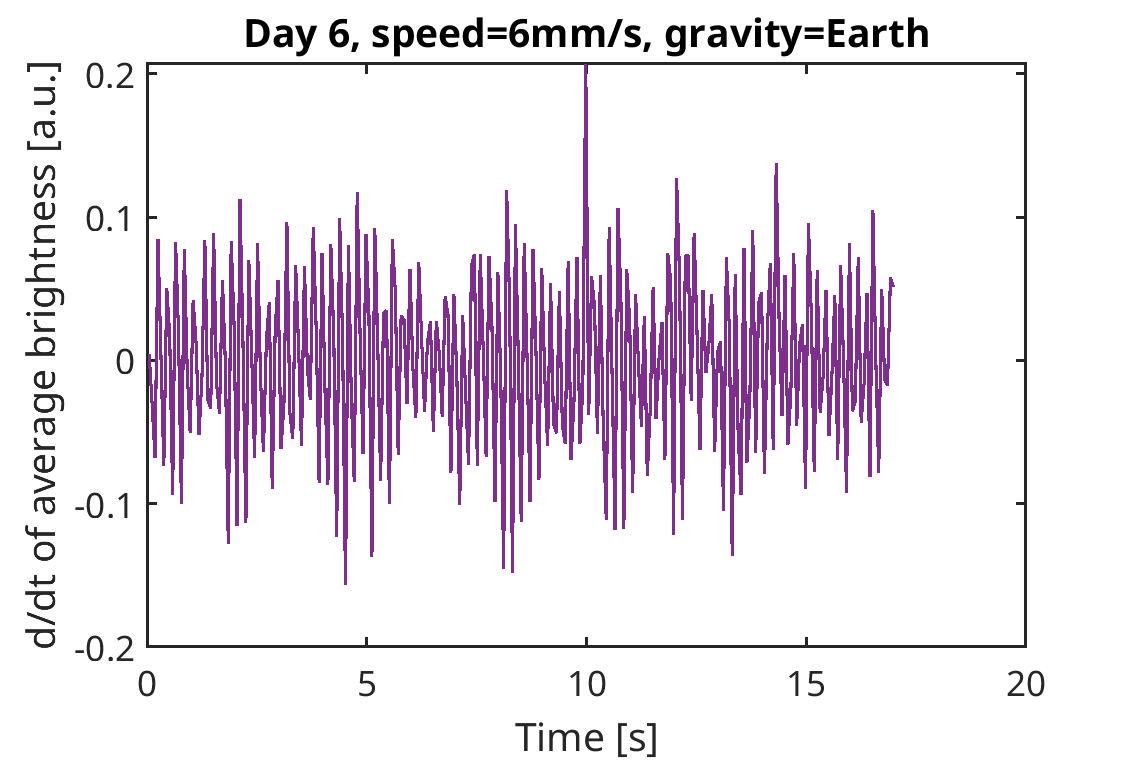 Day 6, speed=6mm/s, gravity=Earth
d/dt of average brightness [a.u.]
0.2
0.1
0
-0.1
-0.2
0 5 10 15 20
Time [s]